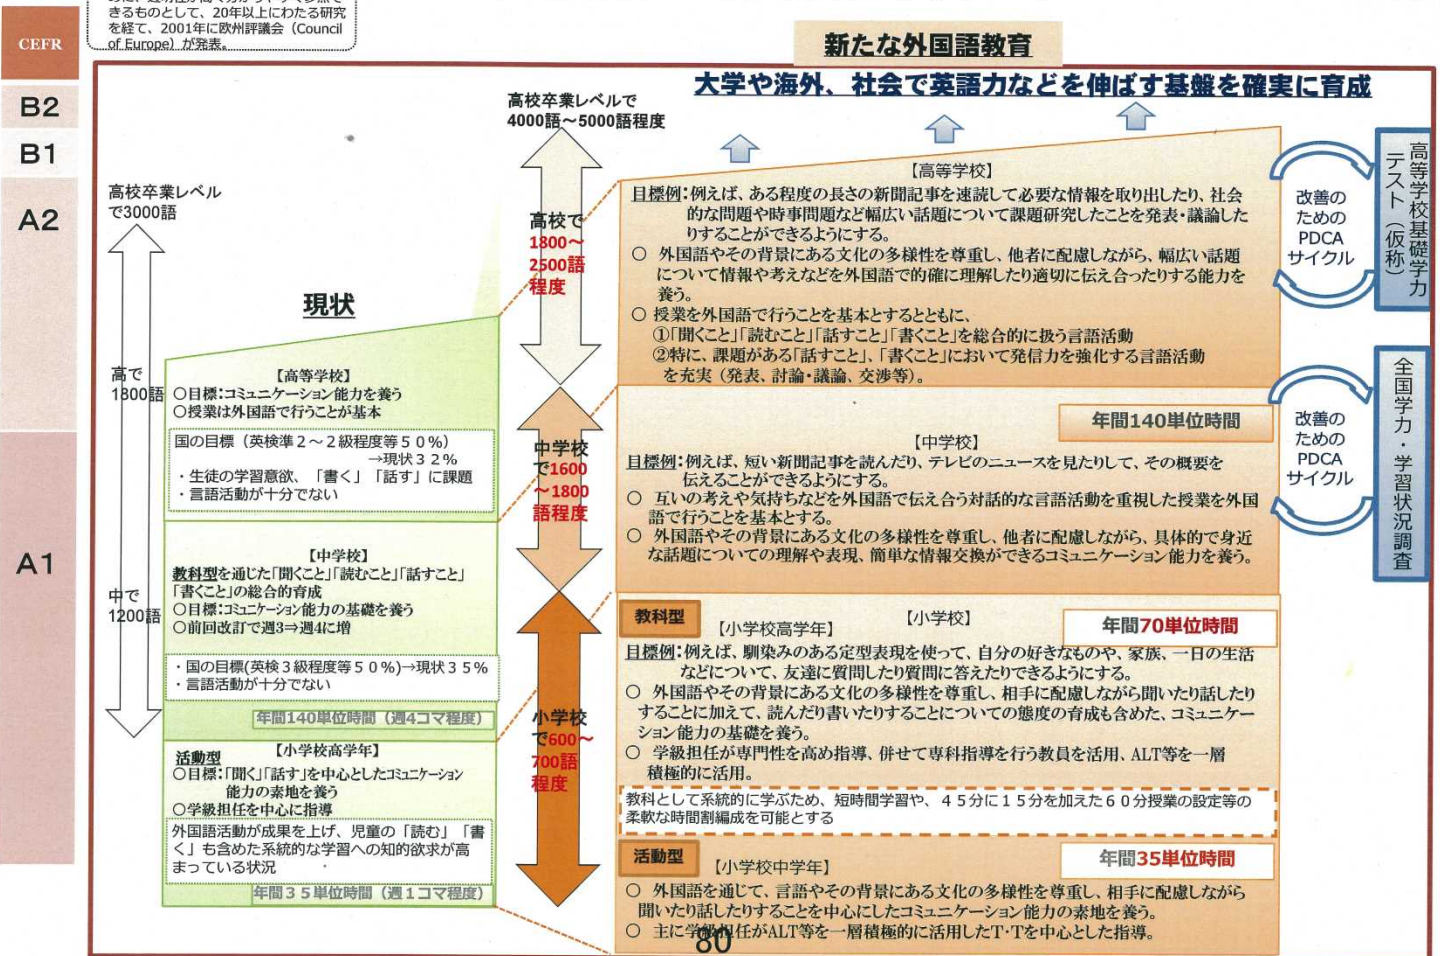 きるものとして、20年以上にわたる研究
を経て、2001年に欧州評議会（Council
of Europe）が発表。
CEFR
B2
B1
A2
A1
新たな外国語教育
大学や海外、社会で英語力などを伸ばす基盤を確実に育成
高校卒業レベル
で3000語
高で
1800語
中で
1200語
現状
【高等学校】
○目標：コミュニケーション能力を養う
○授業は外国語で行うことが基本
国の目標（英検準２～２級程度等５０%）
→現状３２%
・生徒の学習意欲、「書く」「話す」に課題
・言語活動が十分でない
【中学校】
教科型を通じた「聞くこと」「読むこと」「話すこと」
「書くこと」の総合的育成
○目標：コミュニケーション能力の基礎を養う
○前回改訂で週3⇒週4に増
・国の目標(英検３級程度等５０%)→現状３５%
・言語活動が十分でない
年間140単位時間（週4コマ程度）
【小学校高学年】
活動型
○目標：「聞く」「話す」を中心としたコミュニケーション
能力の素地を養う
○学級担任を中心に指導
外国語活動が成果を上げ、児童の「読む」「書
く」も含めた系統的な学習への知的欲求が高
まっている状況
年間３５単位時間（週１コマ程度）
高校卒業レベルで
4000語～5000語程度
高校で
1800～
2500語
程度
中学校
で1600
～1800
語程度
小学校
で600～
700語
程度
【高等学校】
目標例：例えば、ある程度の長さの新聞記事を速読して必要な情報を取り出したり、社会
的な問題や時事問題など幅広い話題について課題研究したことを発表・議論した
りすることができるようにする。
○ 外国語やその背景にある文化の多様性を尊重し、他者に配慮しながら、幅広い話題
について情報や考えなどを外国語で的確に理解したり適切に伝え合ったりする能力を
養う。
○ 授業を外国語で行うことを基本とするとともに、
①「聞くこと」「読むこと」「話すこと」「書くこと」を総合的に扱う言語活動
②特に、課題がある「話すこと」、「書くこと」において発信力を強化する言語活動
を充実（発表、討論・議論、交渉等）。
年間140単位時間
【中学校】
目標例：例えば、短い新聞記事を読んだり、テレビのニュースを見たりして、その概要を
伝えることができるようにする。
○ 互いの考えや気持ちなどを外国語で伝え合う対話的な言語活動を重視した授業を外国
語で行うことを基本とする。
○ 外国語やその背景にある文化の多様性を尊重し、他者に配慮しながら、具体的で身近
な話題についての理解や表現、簡単な情報交換ができるコミュニケーション能力を養う。
教科型
【小学校高学年】
【小学校】
年間70単位時間
目標例：例えば、馴染みのある定型表現を使って、自分の好きなものや、家族、一日の生活
などについて、友達に質問したり質問に答えたりできるようにする。
○ 外国語やその背景にある文化の多様性を尊重し、相手に配慮しながら聞いたり話したり
することに加えて、読んだり書いたりすることについての態度の育成も含めた、コミュニケー
ション能力の基礎を養う。
○ 学級担任が専門性を高め指導、併せて専科指導を行う教員を活用、ALT等を一層
積極的に活用。
教科として系統的に学ぶため、短時間学習や、４５分に１５分を加えた６０分授業の設定等の
柔軟な時間割編成を可能とする
活動型
【小学校中学年】
年間35単位時間
○ 外国語を通じて、言語やその背景にある文化の多様性を尊重し、相手に配慮しながら
聞いたり話したりすることを中心にしたコミュニケーション能力の素地を養う。
○ 主に学級担任がALT等を一層積極的に活用したT・Tを中心とした指導。
改善の
ための
PDCA
サイクル
高等学校基礎学力
テスト（仮称）
改善の
ための
PDCA
サイクル
全国学力・学習状況調査
80